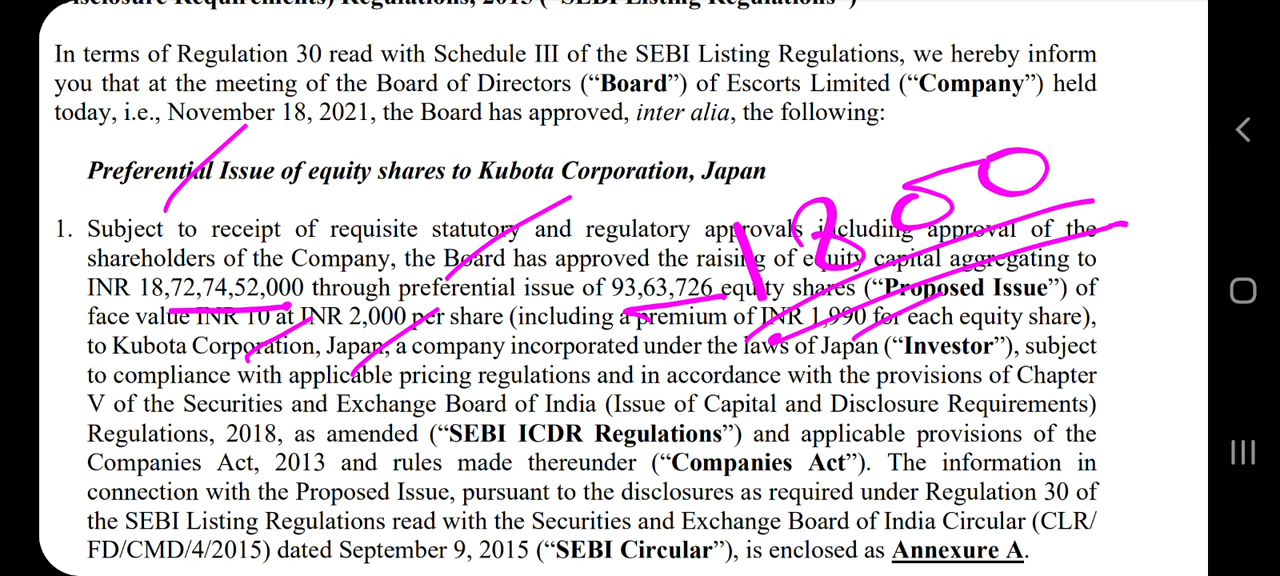 In terms of Regulation 30 read with Schedule III of the SEBI Listing Regulations, we hereby inform
you that at the meeting of the Board of Directors (“Board”) of Escorts Limited (“Company”) held
today, i.e., November 18, 2021, the Board has approved, inter alia, the following:
Preferential Issue of equity shares to Kubota Corporation, Japan
1800
1. Subject to receipt of requisite statutory and regulatory approvals including approval of the
shareholders of the Company, the Board has approved the raising of equity capital aggregating to
INR 18,72,74,52,000 through preferential issue of 93,63,726 equity shares (“Proposed Issue”) of
face value INR 10 at INR 2,000 per share (including a premium of INR 1,990 for each equity share),
to Kubota Corporation, Japan, a company incorporated under the laws of Japan (“Investor”), subject
to compliance with applicable pricing regulations and in accordance with the provisions of Chapter
V of the Securities and Exchange Board of India (Issue of Capital and Disclosure Requirements)
Regulations, 2018, as amended (“SEBI ICDR Regulations”) and applicable provisions of the
Companies Act, 2013 and rules made thereunder (“Companies Act”). The information in
connection with the Proposed Issue, pursuant to the disclosures as required under Regulation 30 of
the SEBI Listing Regulations read with the Securities and Exchange Board of India Circular (CLR/
FD/CMD/4/2015) dated September 9, 2015 (“SEBI Circular”), is enclosed as Annexure A.